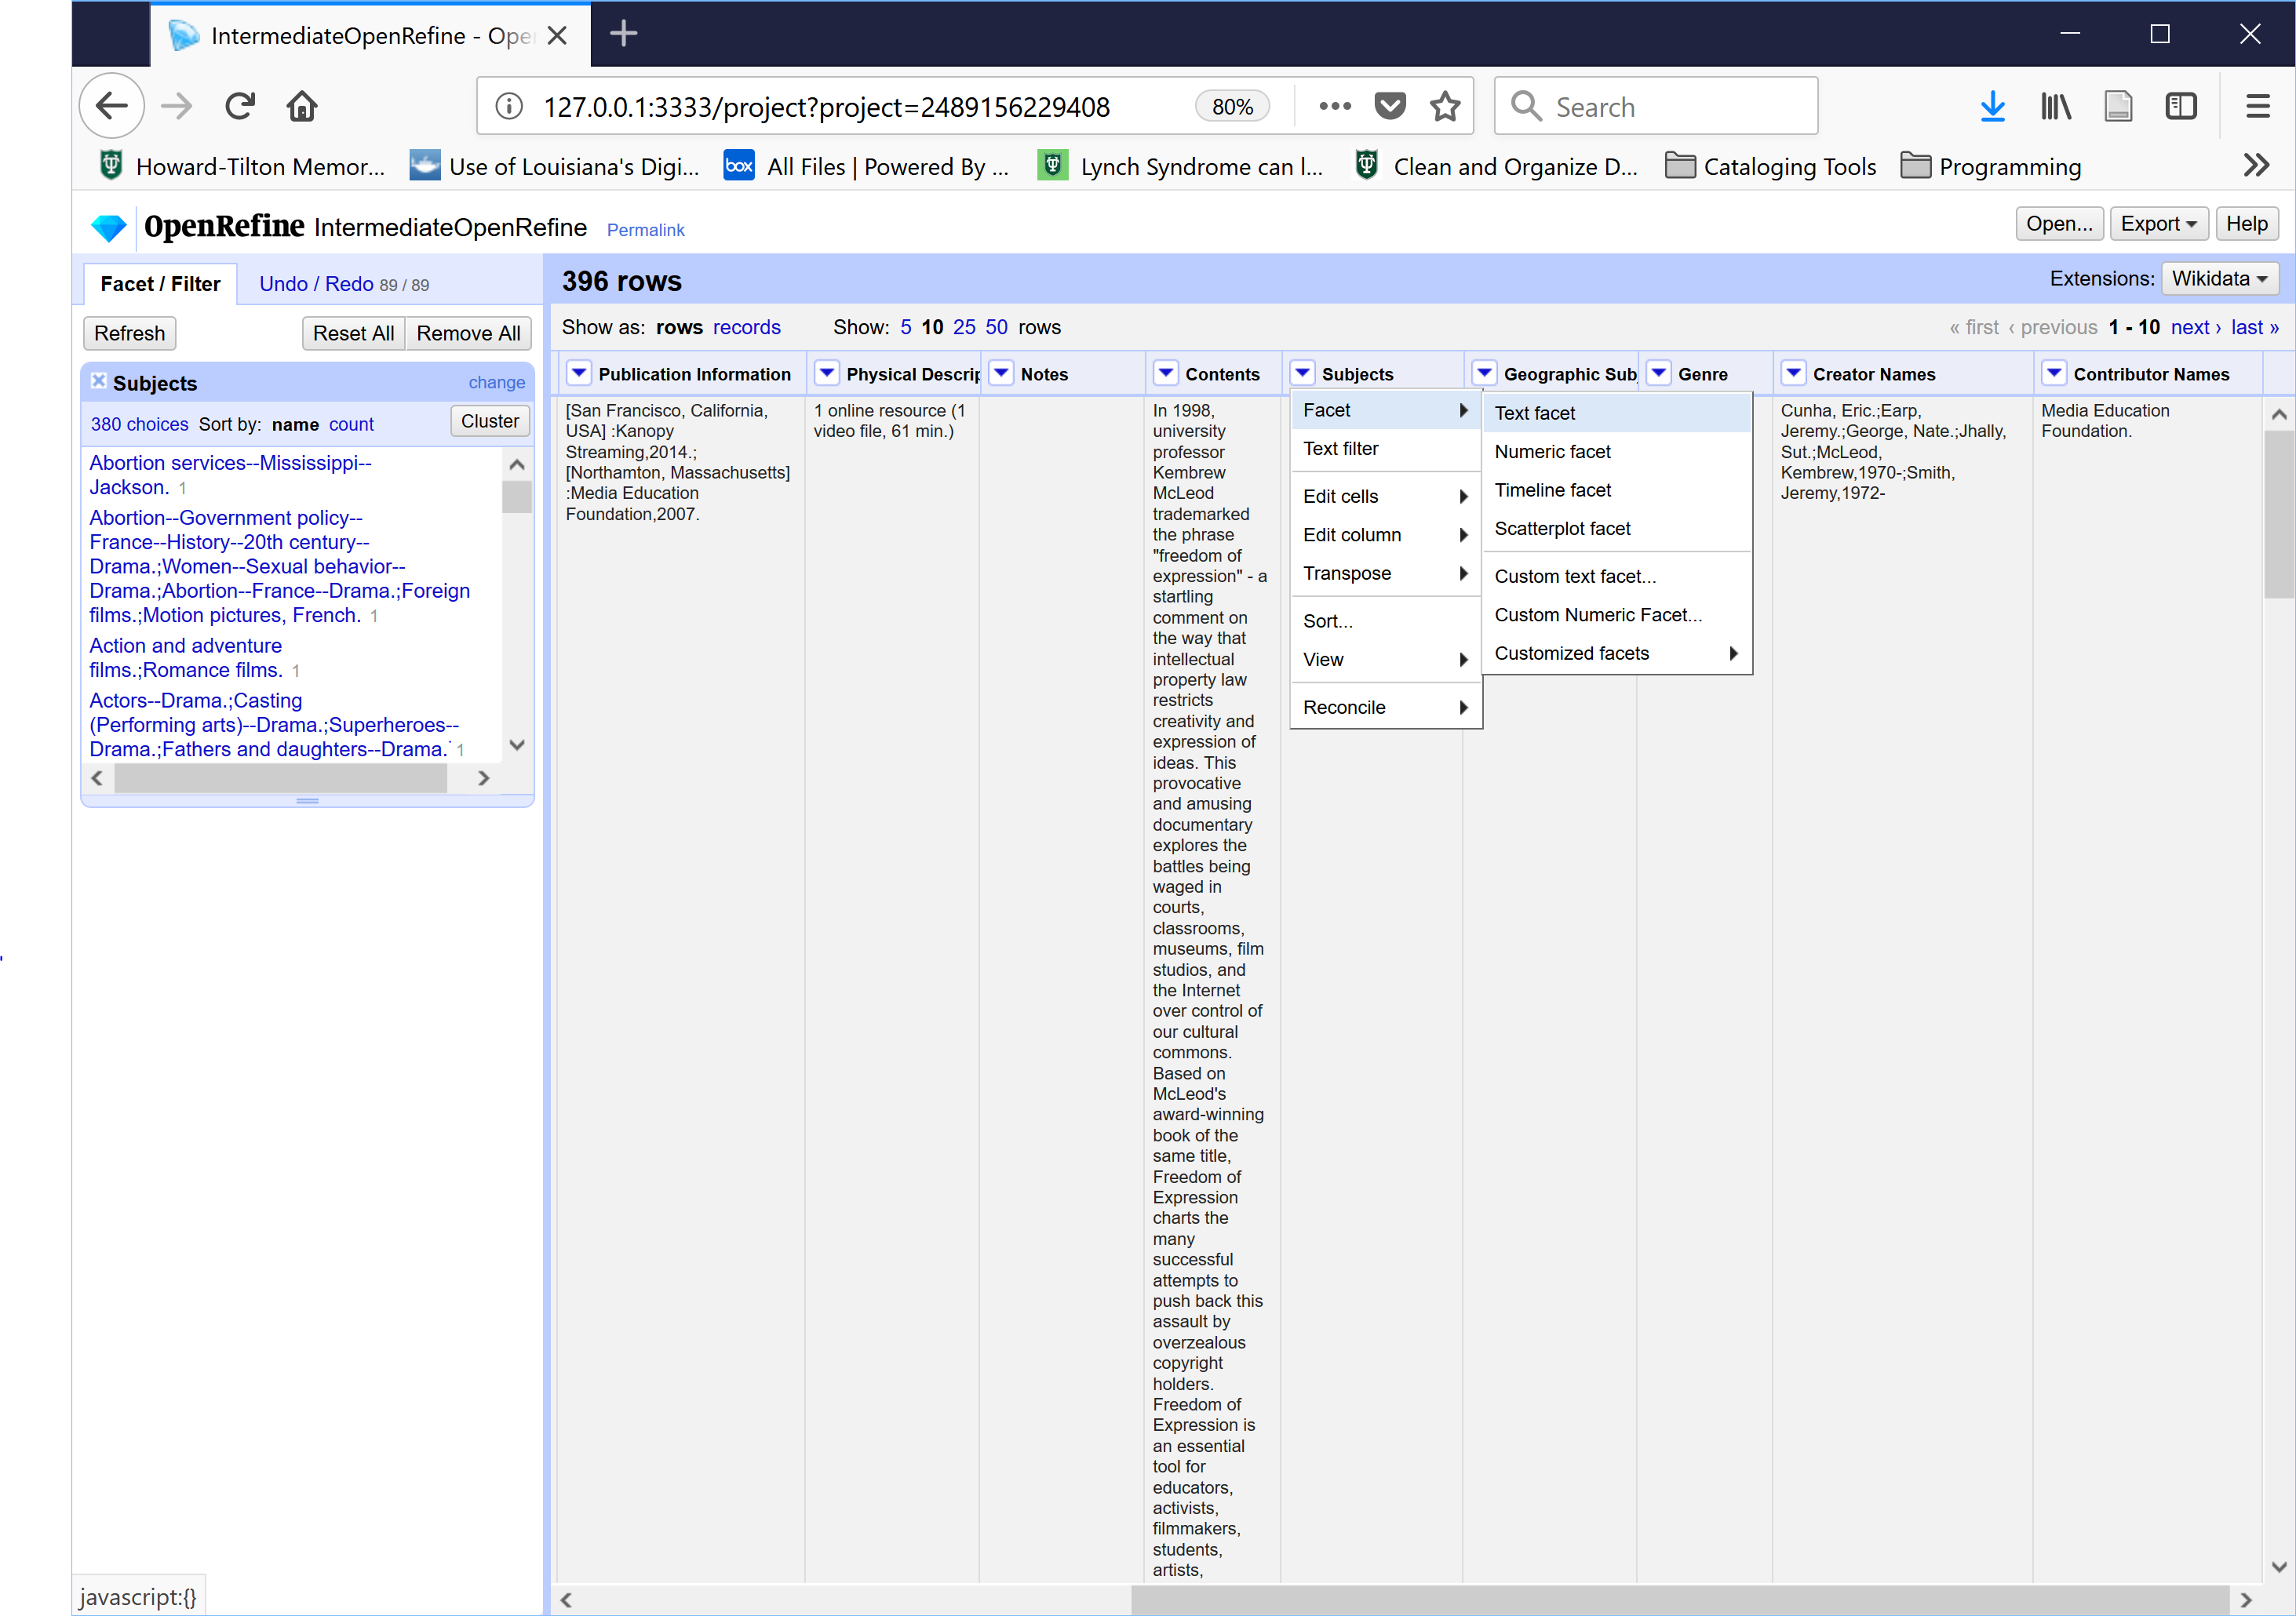 IntermediateOpenRefine - Ope
127.0.0.1:3333/project?project=2489156229408
80%
Search
Howard-Tilton Memor...
Use of Louisiana's Digi...
box
All Files | Powered By ...
Lynch Syndrome can l...
Clean and Organize D...
Cataloging Tools
Programming
OpenRefine IntermediateOpenRefine Permalink
Open...
Export
Help
Facet / Filter
Undo / Redo 89 / 89
396 rows
Extensions:
Wikidata
Refresh
Reset All
Remove All
Show as: rows records
Show: 5 10 25 50 rows
« first ‹ previous 1 - 10 next › last »
Subjects
change
380 choices Sort by: name count
Cluster
Abortion services--Mississippi--
Jackson. 1
Abortion--Government policy--
France--History--20th century--
Drama.;Women--Sexual behavior--
Drama.;Abortion--France--Drama.;Foreign
films.;Motion pictures, French. 1
Action and adventure
films.;Romance films. 1
Actors--Drama.;Casting
(Performing arts)--Drama.;Superheroes--
Drama.;Fathers and daughters--Drama. 1
Publication Information
Physical Descrip
Notes
Contents
Subjects
Geographic Sub
Genre
Creator Names
Contributor Names
[San Francisco, California,
USA] :Kanopy
Streaming,2014.;
[Northamton, Massachusetts]
:Media Education
Foundation,2007.
1 online resource (1
video file, 61 min.)
In 1998,
university
professor
Kembrew
McLeod
trademarked
the phrase
"freedom of
expression" - a
startling
comment on
the way that
intellectual
property law
restricts
creativity and
expression of
ideas. This
provocative
and amusing
documentary
explores the
battles being
waged in
courts,
classrooms,
museums, film
studios, and
the Internet
over control of
our cultural
commons.
Based on
McLeod's
award-winning
book of the
same title,
Freedom of
Expression
charts the
many
successful
attempts to
push back this
assault by
overzealous
copyright
holders.
Freedom of
Expression is
an essential
tool for
educators,
activists,
filmmakers,
students,
artists,
Facet
Text filter
Edit cells
Edit column
Transpose
Sort...
View
Reconcile
Text facet
Numeric facet
Timeline facet
Scatterplot facet
Custom text facet...
Custom Numeric Facet...
Customized facets
Cunha, Eric.;Earp,
Jeremy.;George, Nate.;Jhally,
Sut.;McLeod,
Kembrew,1970-;Smith,
Jeremy,1972-
Media Education
Foundation.
javascript:{}